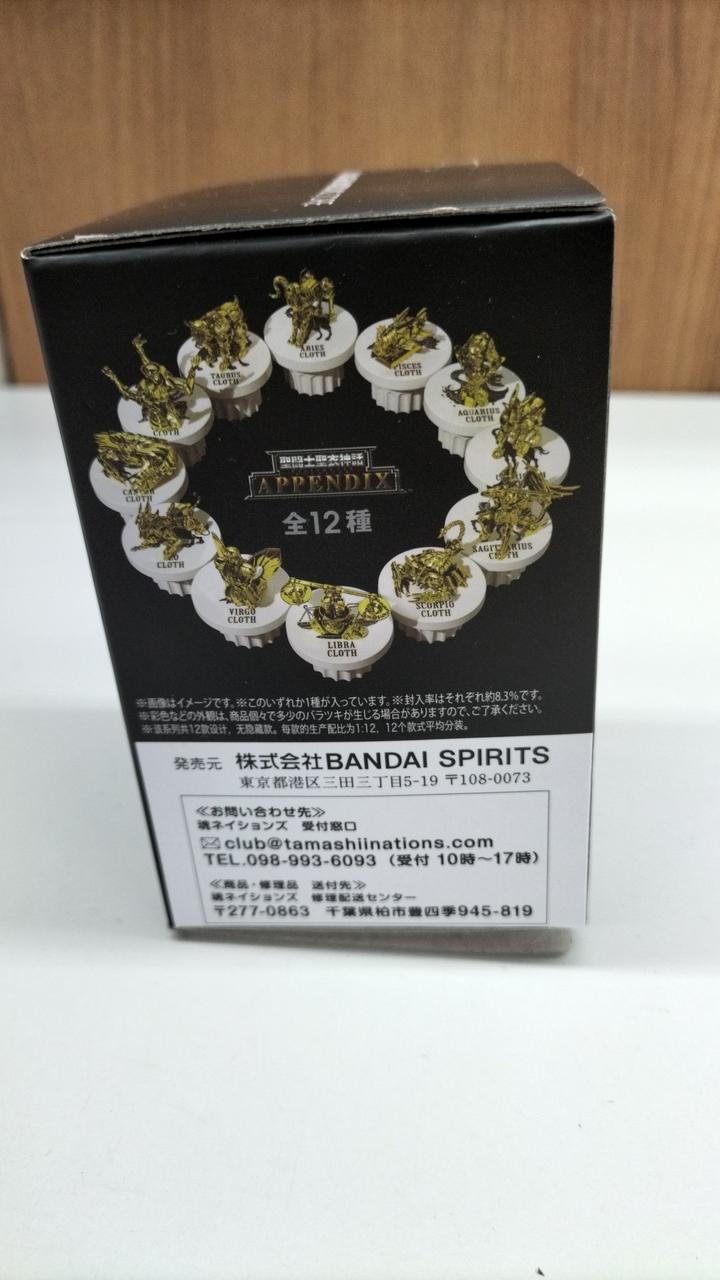 ARIES
CLOTH
TAURUS
CLOTH
PISCES
CLOTH
AQUARIUS
CLOTH
CLOTH
CANCER
CLOTH
CLOTH
SAGITTARIUS
CLOTH
VIRGO
CLOTH
SCORPIO
CLOTH
LIBRA
CLOTH
聖闘士聖衣神話
APPENDIX
全12種
※画像はイメージです。※このいずれか1種が入っています。※封入率はそれぞれ約8.3%です。
※彩色などの外観は、商品個々で多少のバラツキが生じる場合がありますので、ご了承ください。
※该系列共12款设计，无隐藏款。每款的生产配比为1:12，12个款式平均分装。
発売元 株式会社BANDAI SPIRITS
東京都港区三田三丁目5-19 〒108-0073
≪お問い合わせ先≫
魂ネイションズ 受付窓口
club@tamashiinations.com
TEL.098-993-6093（受付 10時〜17時）
≪商品・修理品 送付先≫
魂ネイションズ 修理配送センター
〒277-0863 千葉県柏市豊四季945-819